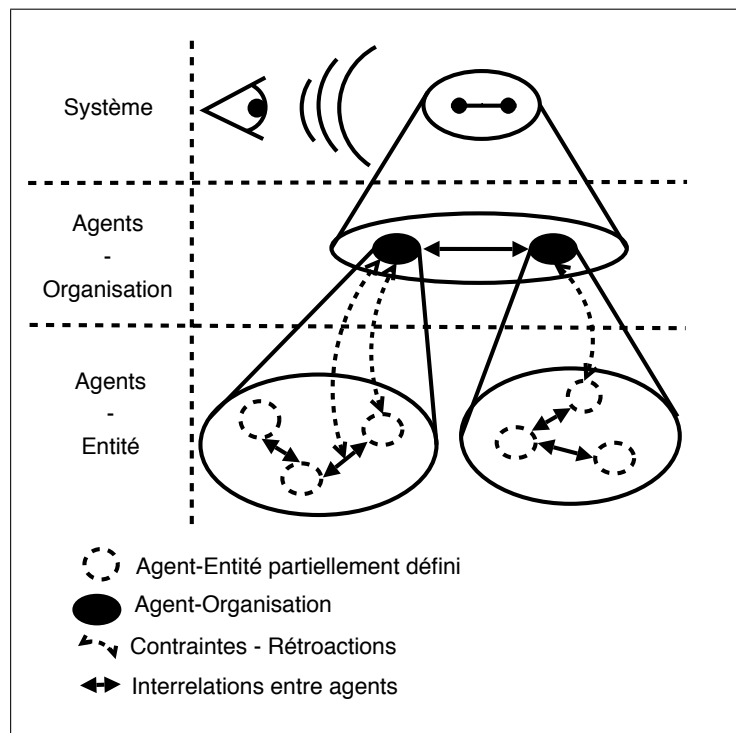 Système
Agents
-
Organisation
Agents
-
Entité
Agent-Entité partiellement défini
Agent-Organisation
Contraintes - Rétroactions
Interrelations entre agents